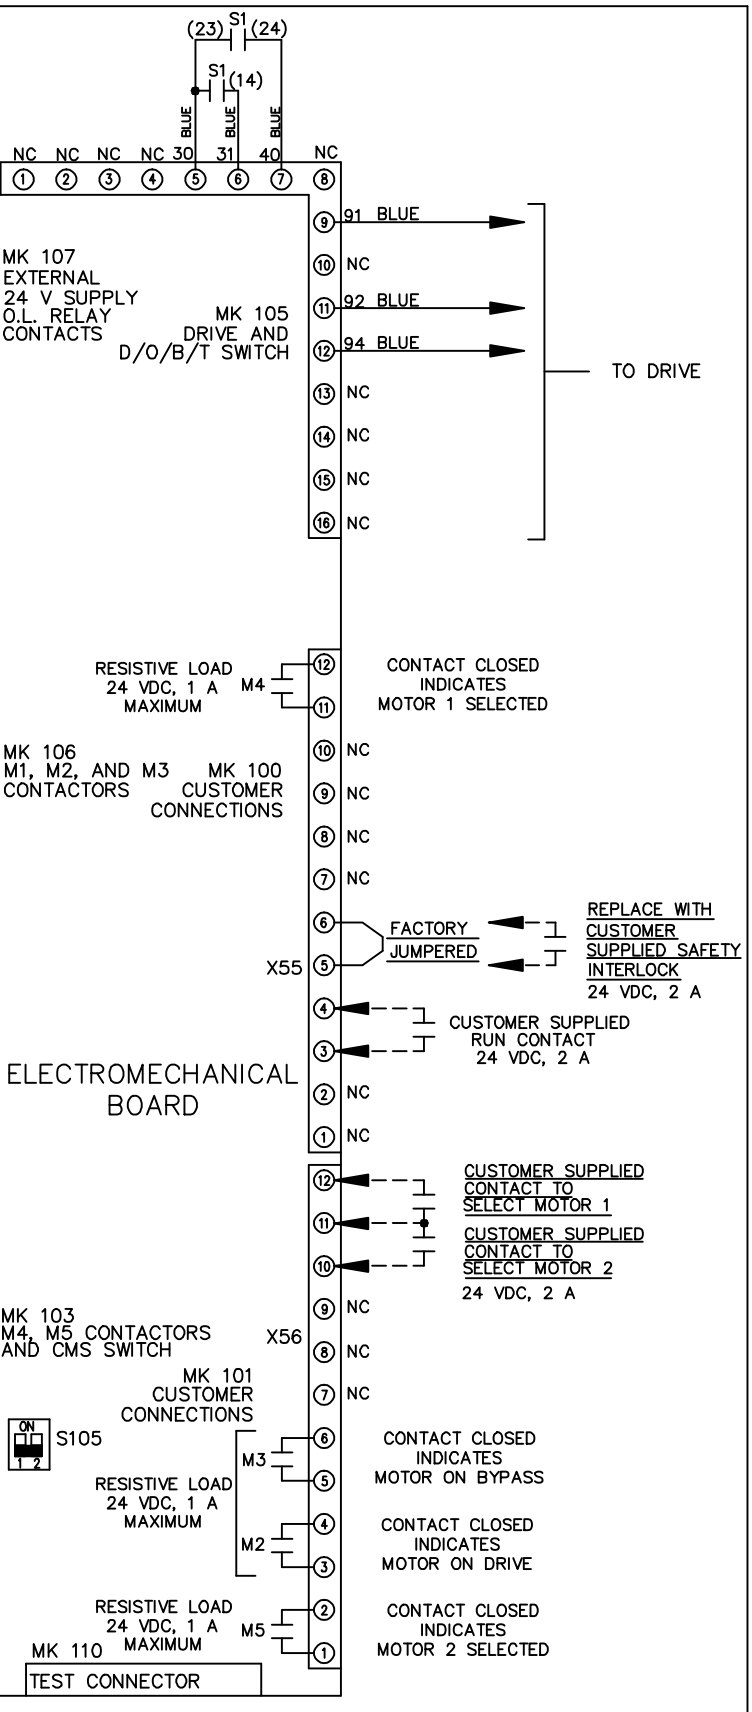 S1
(23) (24)
S1
(14)
BLUE BLUE BLUE
NC NC NC NC 30 31 40 NC
1 2 3 4 5 6 7 8
9 91 BLUE
10 NC
MK 107
EXTERNAL
24 V SUPPLY
O.L. RELAY
CONTACTS
MK 105
DRIVE AND
D/O/B/T SWITCH
11 92 BLUE
12 94 BLUE
TO DRIVE
13 NC
14 NC
15 NC
16 NC
RESISTIVE LOAD
24 VDC, 1 A
MAXIMUM
M4
12
11
CONTACT CLOSED
INDICATES
MOTOR 1 SELECTED
MK 106
M1, M2, AND M3
CONTACTORS
MK 100
CUSTOMER
CONNECTIONS
10 NC
9 NC
8 NC
7 NC
6
X55 5
FACTORY
JUMPERED
REPLACE WITH
CUSTOMER
SUPPLIED SAFETY
INTERLOCK
24 VDC, 2 A
4
3
CUSTOMER SUPPLIED
RUN CONTACT
24 VDC, 2 A
ELECTROMECHANICAL
BOARD
2 NC
1 NC
12
11
10
CUSTOMER SUPPLIED
CONTACT TO
SELECT MOTOR 1
CUSTOMER SUPPLIED
CONTACT TO
SELECT MOTOR 2
24 VDC, 2 A
MK 103
M4, M5 CONTACTORS
AND CMS SWITCH
X56
9 NC
8 NC
7 NC
MK 101
CUSTOMER
CONNECTIONS
ON
1 2
S105
RESISTIVE LOAD
24 VDC, 1 A
MAXIMUM
M3
6
5
CONTACT CLOSED
INDICATES
MOTOR ON BYPASS
M2
4
3
CONTACT CLOSED
INDICATES
MOTOR ON DRIVE
RESISTIVE LOAD
24 VDC, 1 A
MAXIMUM
M5
2
1
CONTACT CLOSED
INDICATES
MOTOR 2 SELECTED
MK 110
TEST CONNECTOR